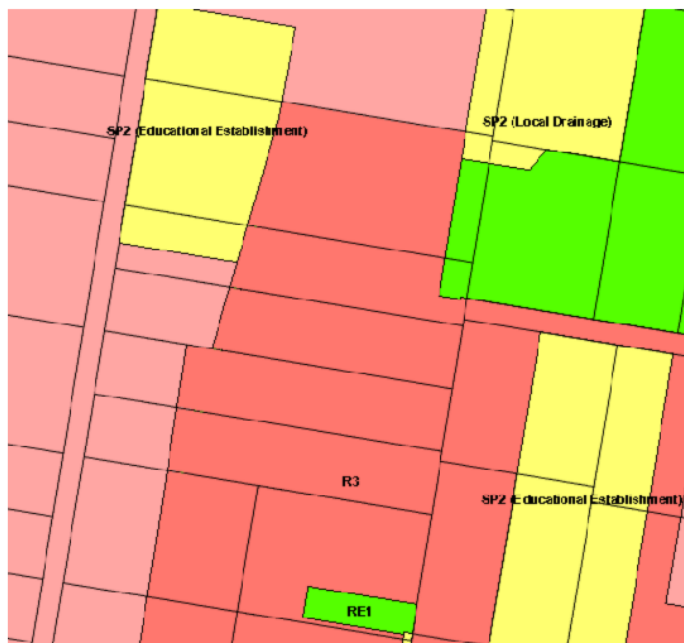 SP2 (Educational Establishment)
SP2 (Local Drainage)
R3
SP2 (Educational Establishment)
RE1